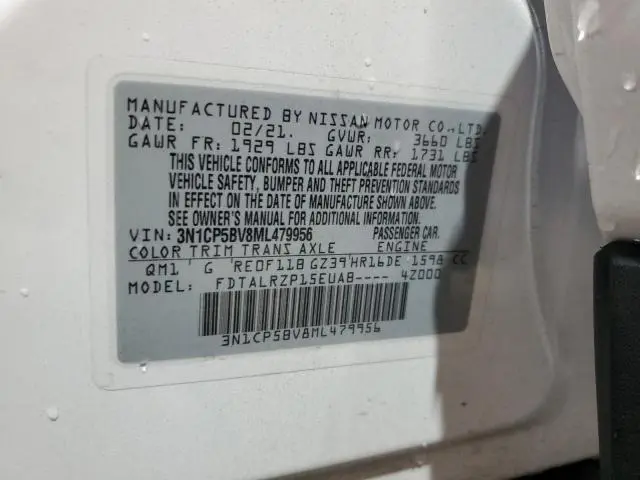 MANUFACTURED BY NISSAN MOTOR CO.,LTD.
DATE: 02/21. GVWR: 3660 LBS
GAWR FR: 1929 LBS GAWR RR: 1731 LBS
THIS VEHICLE CONFORMS TO ALL APPLICABLE FEDERAL MOTOR
VEHICLE SAFETY, BUMPER AND THEFT PREVENTION STANDARDS
IN EFFECT ON THE DATE OF MANUFACTURE SHOWN ABOVE.
SEE OWNER'S MANUAL FOR ADDITIONAL INFORMATION
VIN: 3N1CP5BV8ML479956 PASSENGER CAR.
COLOR TRIM TRANS AXLE ENGINE
QM1 G RE0F11B GZ39 HR16DE 1598 CC
MODEL: FDTALRZP15EUA8---- 4Z000
3N1CP5BV8ML479956